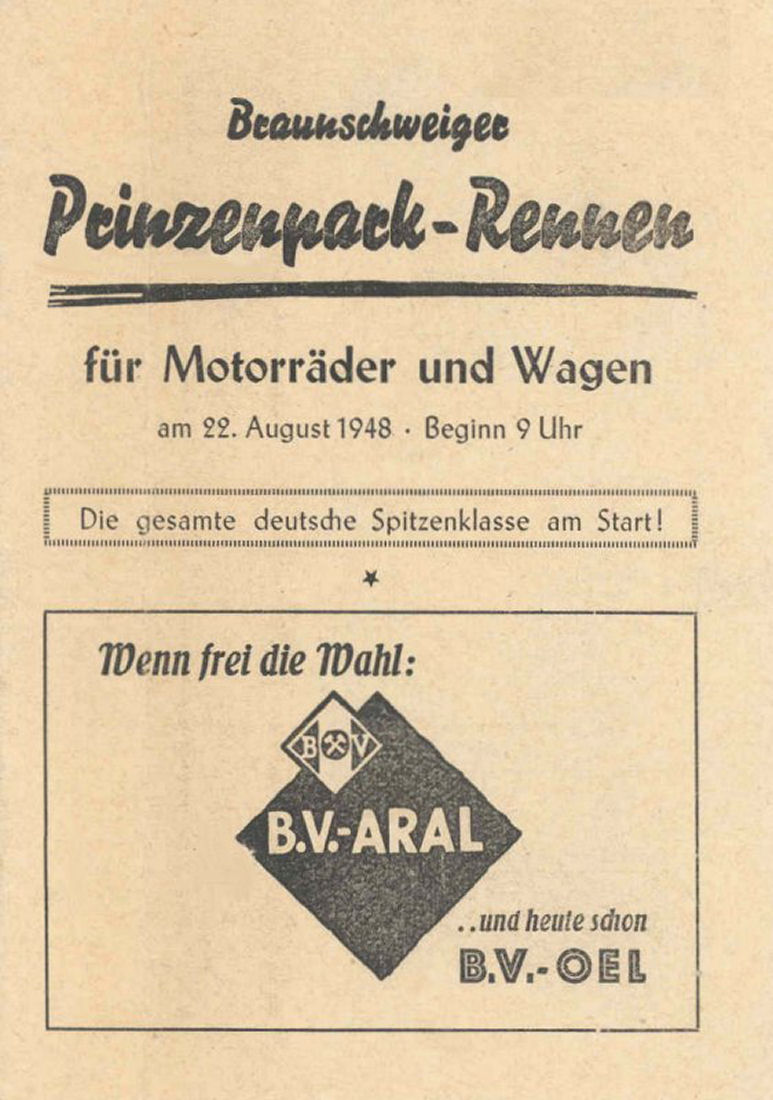 Braunschweiger
Prinzenpark-Rennen
für Motorräder und Wagen
am 22. August 1948 · Beginn 9 Uhr
Die gesamte deutsche Spitzenklasse am Start!
Wenn frei die Wahl:
B V
B.V.-ARAL
..und heute schon
B.V.-OEL